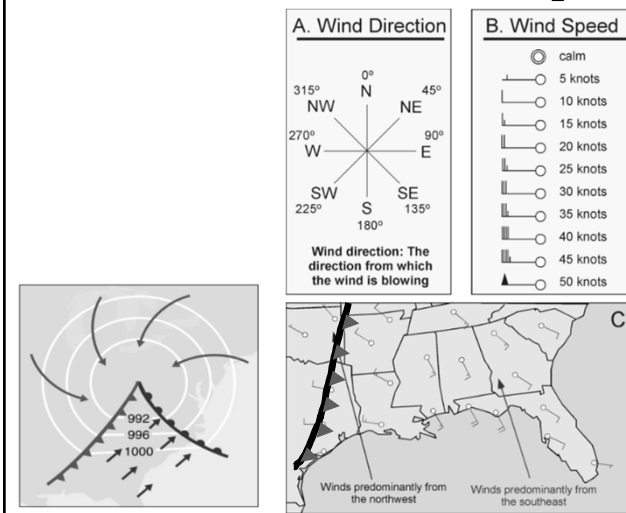 A. Wind Direction
0°
N
45°
NE
90°
E
SE
135°
S
180°
SW
225°
270°
W
315°
NW
Wind direction: The
direction from which
the wind is blowing
B. Wind Speed
calm
5 knots
10 knots
15 knots
20 knots
25 knots
30 knots
35 knots
40 knots
45 knots
50 knots
992
996
1000
C
Winds predominantly from
the northwest
Winds predominantly from
the southeast